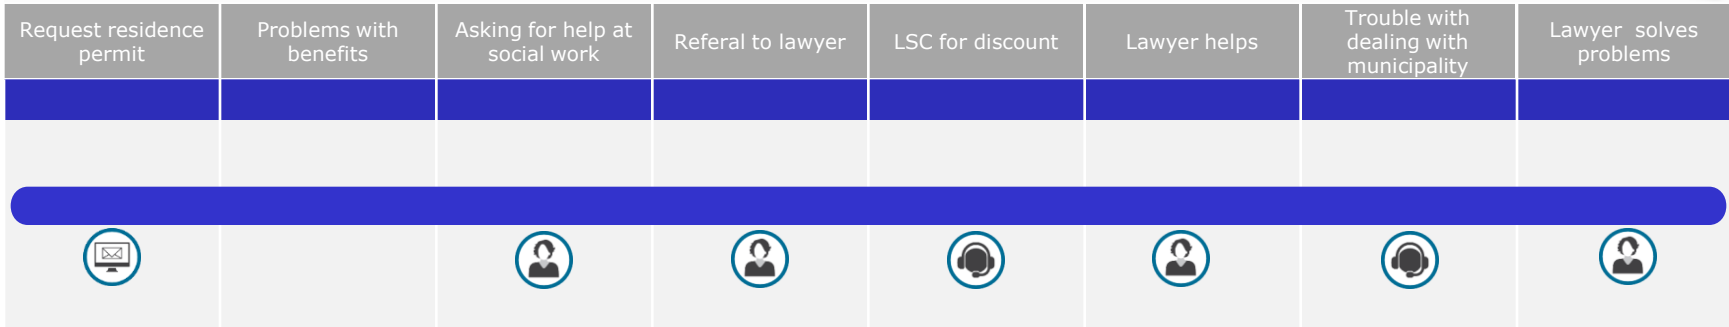 Request residence
permit
Problems with
benefits
Asking for help at
social work
Referal to lawyer
LSC for discount
Lawyer helps
Trouble with
dealing with
municipality
Lawyer solves
problems